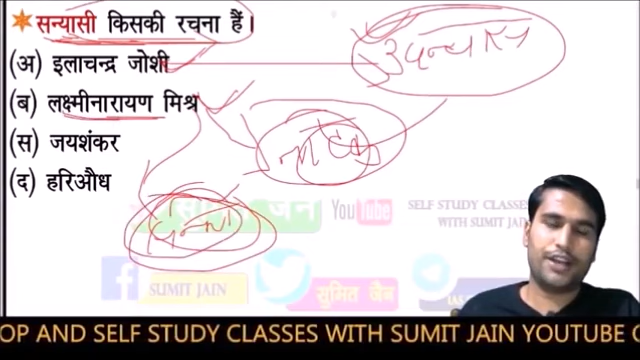 सन्यासी किसकी रचना हैं।
(अ) इलाचन्द्र जोशी
उपन्यास
(ब) लक्ष्मीनारायण मिश्र
नाटक
(स) जयशंकर
(द) हरिऔध
सुमित जैन YouTube SELF STUDY CLASSES
WITH SUMIT JAIN
SUMIT JAIN सुमित जैन
OP AND SELF STUDY CLASSES WITH SUMIT JAIN YOUTUBE C